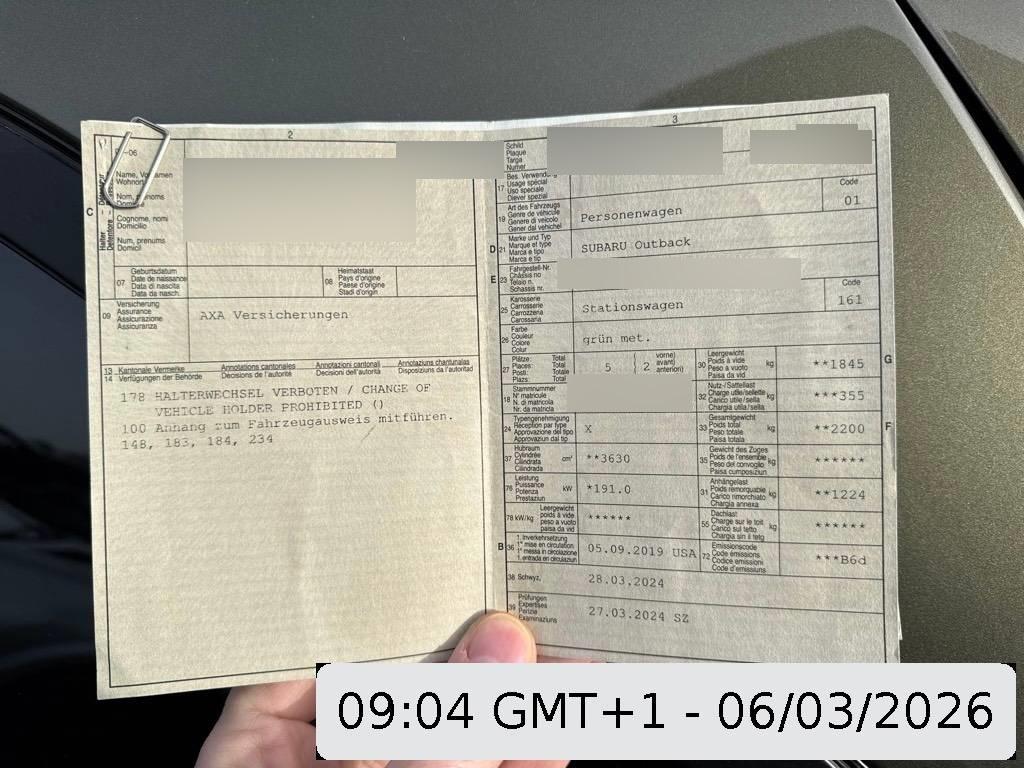 2
C
-06
Name, Vornamen
Wohnort
Nom, prénoms
Domicile
Cognome, nomi
Domicilio
Num, prenums
Domicil
Halter
Détenteur
Detentore
07
Geburtsdatum
Date de naissance
Data di nascita
Data da nasch.
08
Heimatstaat
Pays d'origine
Paese d'origine
Stadi d'origin
09
Versicherung
Assurance
Assicurazione
Assicuranza
AXA Versicherungen
13 Kantonale Vermerke Annotations cantonales Annotazioni cantonali Annotaziuns chantunalas
14 Verfügungen der Behörde Décisions de l'autorité Decisioni dell'autorità Disposiziuns da l'autoritad
178 HALTERWECHSEL VERBOTEN / CHANGE OF
VEHICLE HOLDER PROHIBITED ()
100 Anhang zum Fahrzeugausweis mitführen.
148, 183, 184, 234
3
Schild
Plaque
Targa
Numer
17
Bes. Verwendung
Usage spécial
Uso speciale
Diever spezial
Code
01
19
Art des Fahrzeugs
Genre de véhicule
Genere di veicolo
Gener dal vehichel
Personenwagen
D 21
Marke und Typ
Marque et type
Marca e tipo
Marca e tip
SUBARU Outback
E 23
Fahrgestell-Nr.
Châssis no
Telaio n.
Schassis nr.
25
Karosserie
Carrosserie
Carrozzeria
Carossaria
Stationswagen
Code
161
26
Farbe
Couleur
Colore
Colur
grün met.
27
Plätze: Total
Places: Total
Posti: Totale
Plazs: Total
5
2
vorne)
avant)
anteriori)
30
Leergewicht
Poids à vide
Peso a vuoto
Paisa da vid
kg
**1845
G
18
Stammnummer
N° matricule
N. di matricola
Nr. da matricla
32
Nutz-/Sattellast
Charge utile/sellette
Carico utile/sella
Chargia utila/sella
kg
***355
24
Typengenehmigung
Réception par type
Approvazione del tipo
Approvaziun dal tip
X
33
Gesamtgewicht
Poids total
Peso totale
Paisa totala
kg
**2200
F
37
Hubraum
Cylindrée
Cilindrata
Cilindrada
cm³
**3630
35
Gewicht des Zuges
Poids de l'ensemble
Peso del convoglio
Paisa cumposiziun
kg
******
76
Leistung
Puissance
Potenza
Prestaziun
kW
*191.0
31
Anhängelast
Poids remorquable
Carico rimorchiato
Chargia annexa
kg
**1224
78 kW/kg
Leergewicht
poids à vide
peso a vuoto
paisa da vid
******
55
Dachlast
Charge sur le toit
Carico sul tetto
Chargia sin il tetg
kg
******
B 36
1. Inverkehrsetzung
1re mise en circulation
1a messa in circolazione
1. entrada en circulaziun
05.09.2019 USA
72
Emissionscode
Code émissions
Codice emissioni
Code d'emissiuns
***B6d
38 Schwyz,
28.03.2024
39
Prüfungen
Expertises
Perizie
Examinaziuns
27.03.2024 SZ
09:04 GMT+1 - 06/03/2026